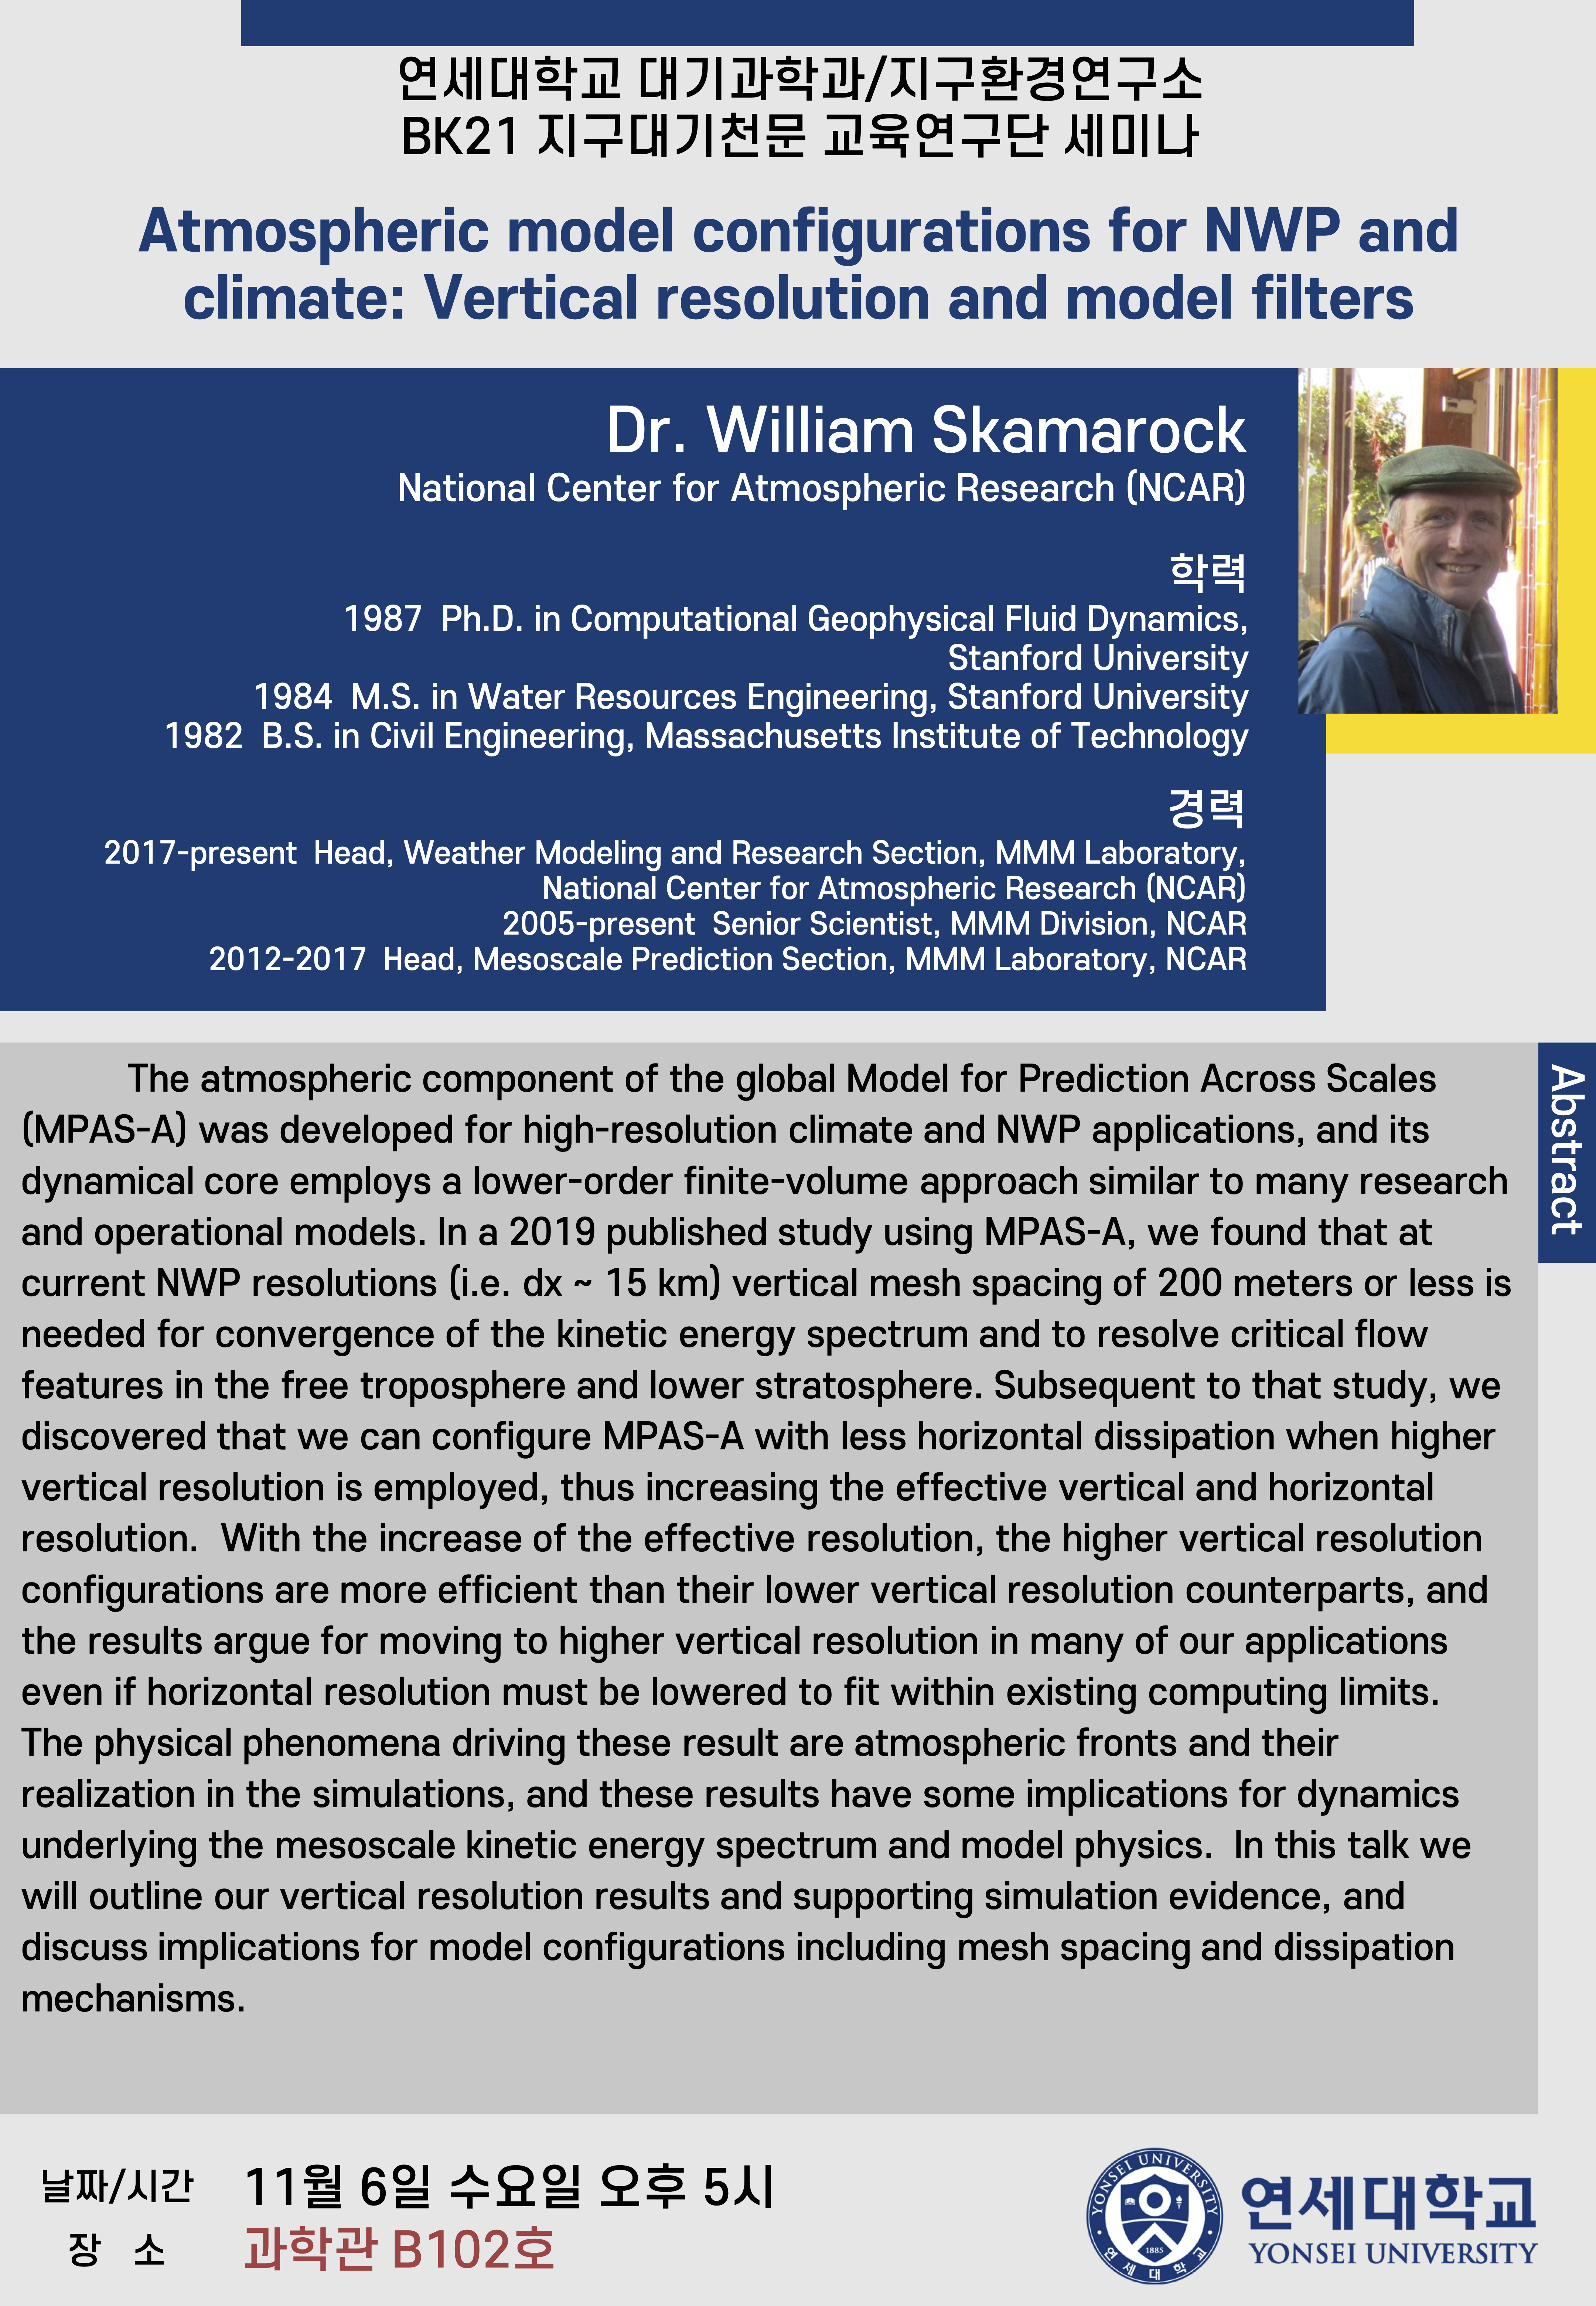 연세대학교 대기과학과/지구환경연구소
BK21 지구대기천문 교육연구단 세미나
Atmospheric model configurations for NWP and
climate: Vertical resolution and model filters
Dr. William Skamarock
National Center for Atmospheric Research (NCAR)
학력
1987 Ph.D. in Computational Geophysical Fluid Dynamics,
Stanford University
1984 M.S. in Water Resources Engineering, Stanford University
1982 B.S. in Civil Engineering, Massachusetts Institute of Technology
경력
2017-present Head, Weather Modeling and Research Section, MMM Laboratory,
National Center for Atmospheric Research (NCAR)
2005-present Senior Scientist, MMM Division, NCAR
2012-2017 Head, Mesoscale Prediction Section, MMM Laboratory, NCAR
Abstract
The atmospheric component of the global Model for Prediction Across Scales
(MPAS-A) was developed for high-resolution climate and NWP applications, and its
dynamical core employs a lower-order finite-volume approach similar to many research
and operational models. In a 2019 published study using MPAS-A, we found that at
current NWP resolutions (i.e. dx ~ 15 km) vertical mesh spacing of 200 meters or less is
needed for convergence of the kinetic energy spectrum and to resolve critical flow
features in the free troposphere and lower stratosphere. Subsequent to that study, we
discovered that we can configure MPAS-A with less horizontal dissipation when higher
vertical resolution is employed, thus increasing the effective vertical and horizontal
resolution. With the increase of the effective resolution, the higher vertical resolution
configurations are more efficient than their lower vertical resolution counterparts, and
the results argue for moving to higher vertical resolution in many of our applications
even if horizontal resolution must be lowered to fit within existing computing limits.
The physical phenomena driving these result are atmospheric fronts and their
realization in the simulations, and these results have some implications for dynamics
underlying the mesoscale kinetic energy spectrum and model physics. In this talk we
will outline our vertical resolution results and supporting simulation evidence, and
discuss implications for model configurations including mesh spacing and dissipation
mechanisms.
날짜/시간 11월 6일 수요일 오후 5시
장 소 과학관 B102호
YONSEI UNIVERSITY
1885
연세대학교
연세대학교
YONSEI UNIVERSITY